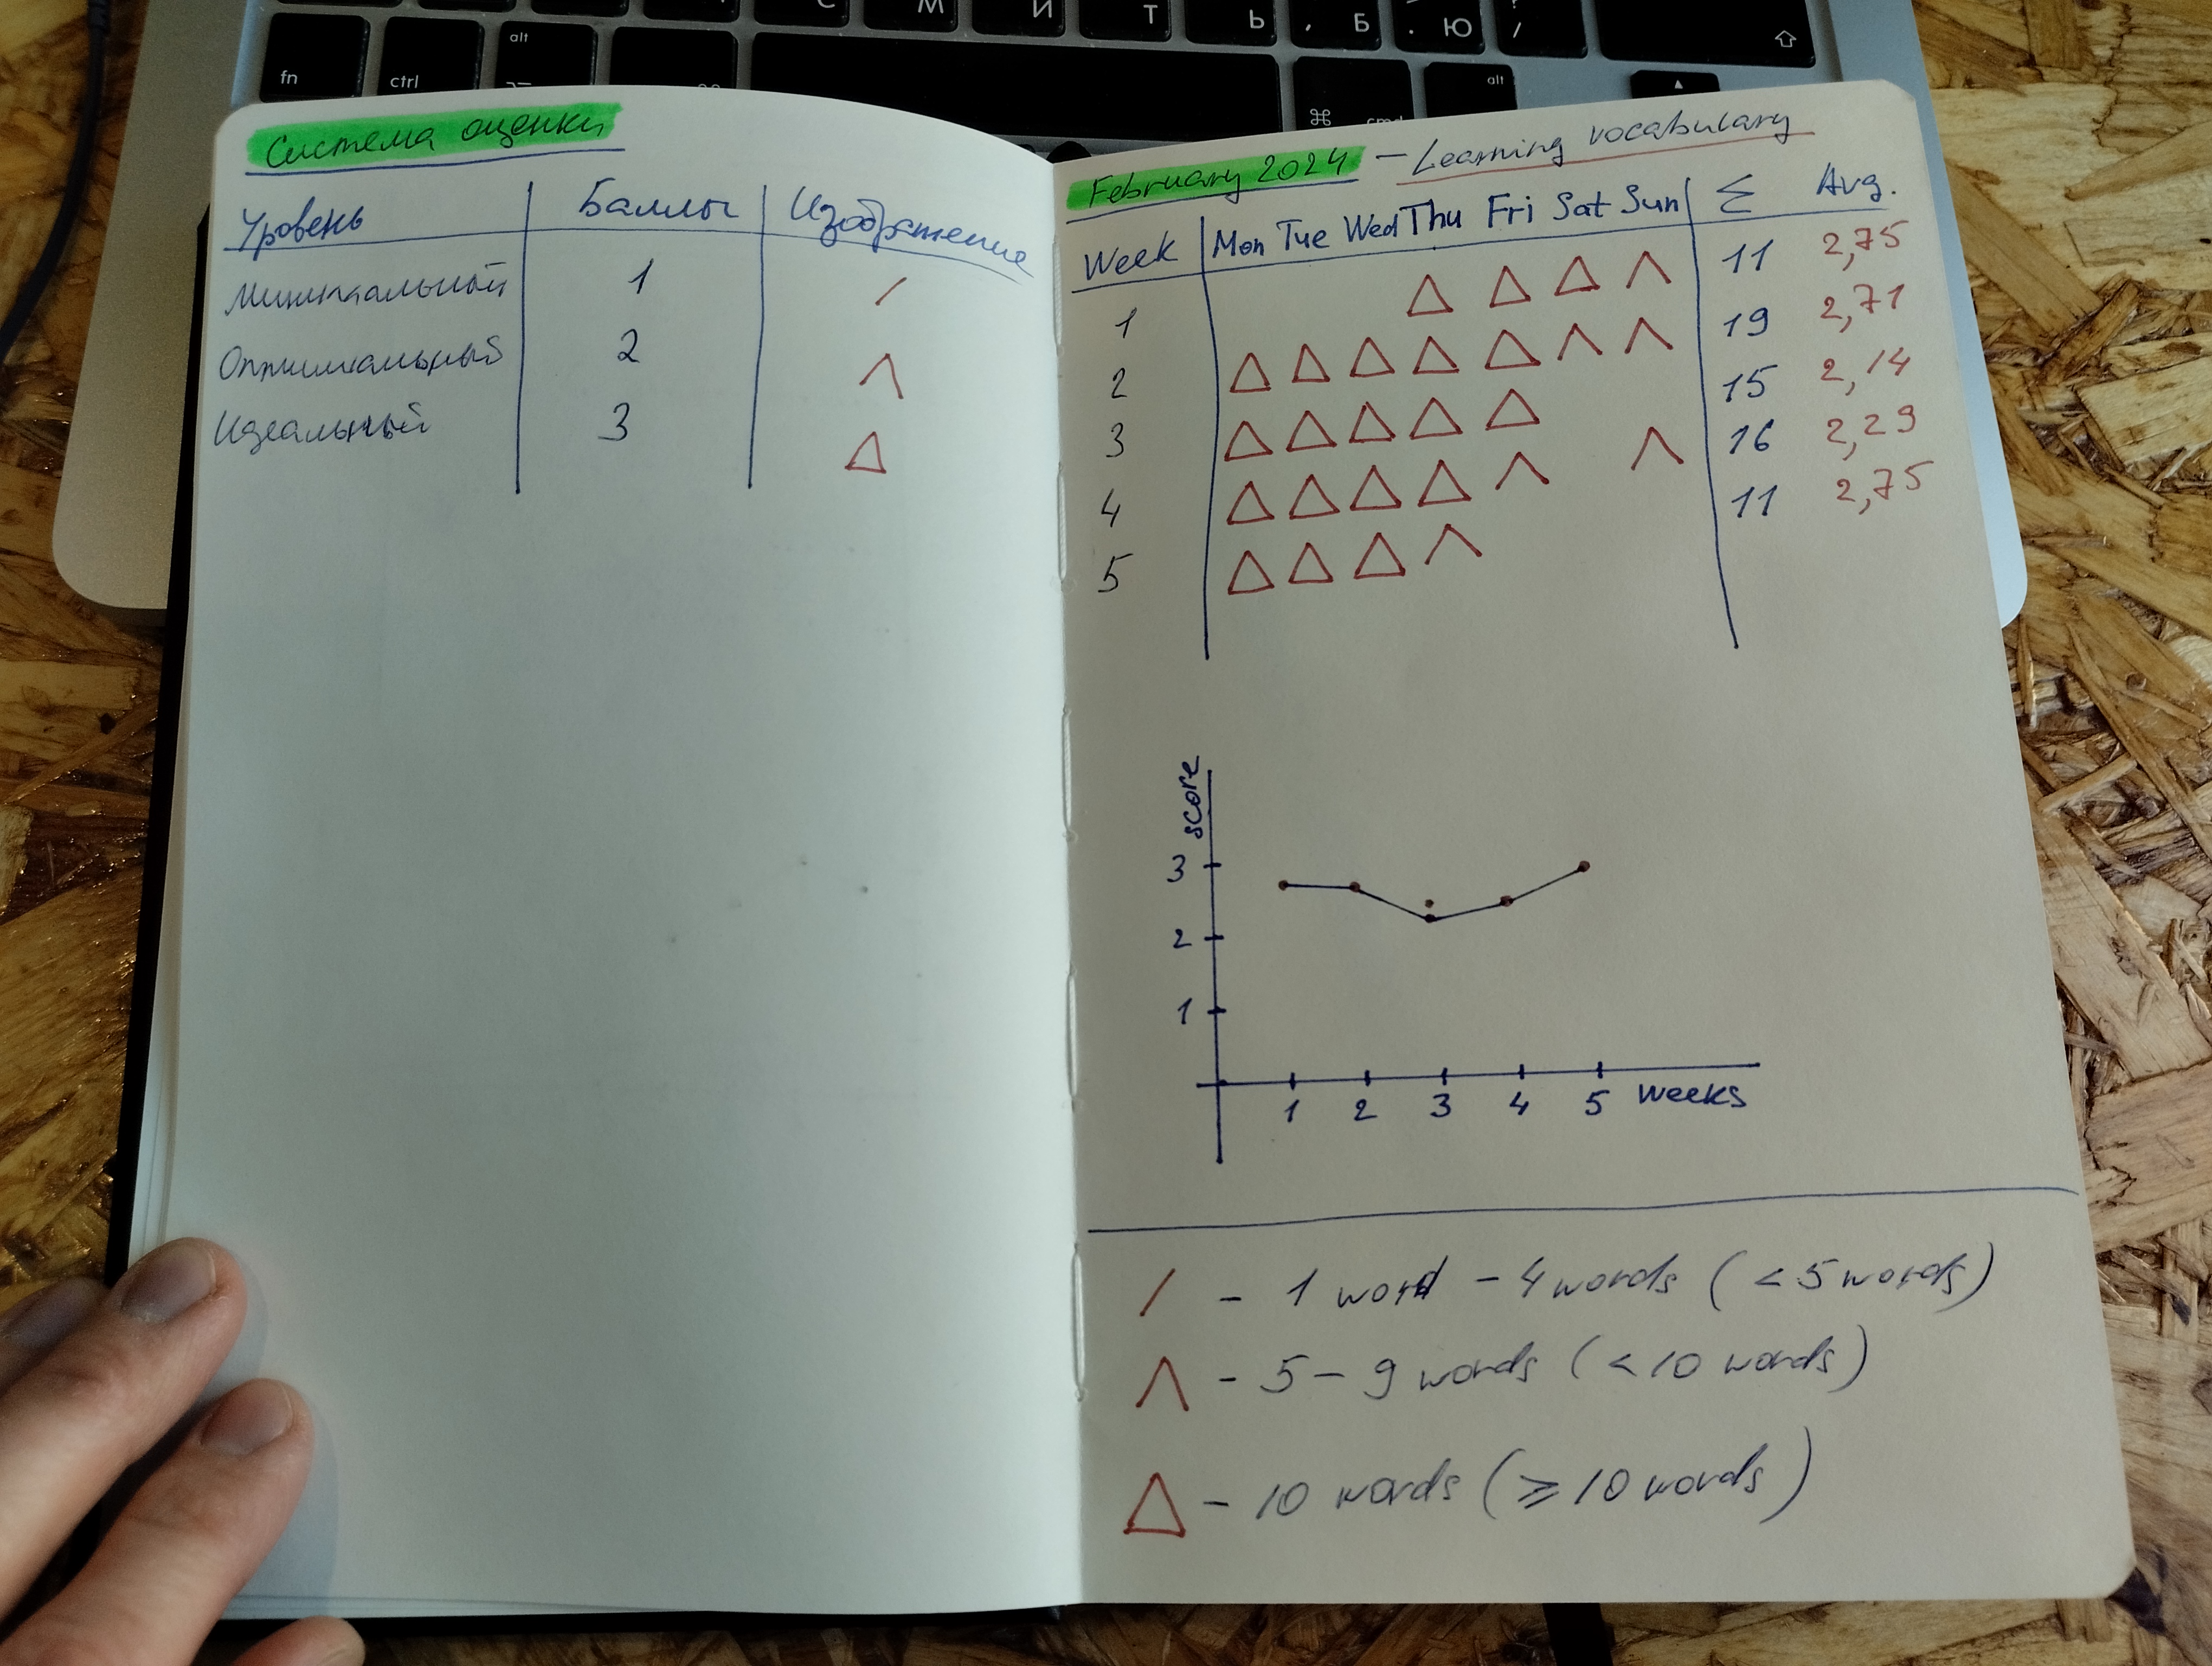 С М И Т Ь , Б . Ю /
fn ctrl alt ⌘ cmd alt
Система оценки
Уровень Баллы Изображение
Минимальный 1 /
Оптимальный 2 Λ
Идеальный 3 △
February 2024 — Learning vocabulary
Week Mon Tue Wed Thu Fri Sat Sun Σ Avg.
1 △ △ △ Λ 11 2,75
2 △ △ △ △ △ Λ Λ 19 2,71
3 △ △ △ △ △ 15 2,14
4 △ △ △ △ Λ Λ 16 2,29
5 △ △ △ Λ 11 2,75
score
3
2
1
1 2 3 4 5 weeks
/ - 1 word - 4 words (< 5 words)
Λ - 5 - 9 words (< 10 words)
△ - 10 words (⩾ 10 words)